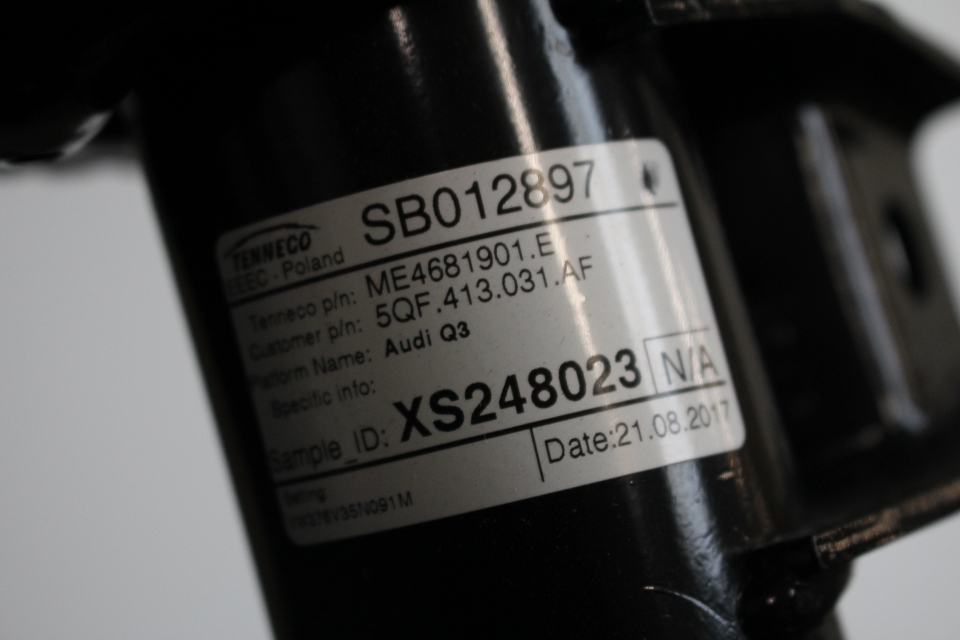 TENNECO
EEEC - Poland
SB012897
Tenneco p/n: ME4681901.E
Customer p/n: 5QF.413.031.AF
Platform Name: Audi Q3
Specific info:
Sample_ID: XS248023 N/A
Date:21.08.2017
Setting: